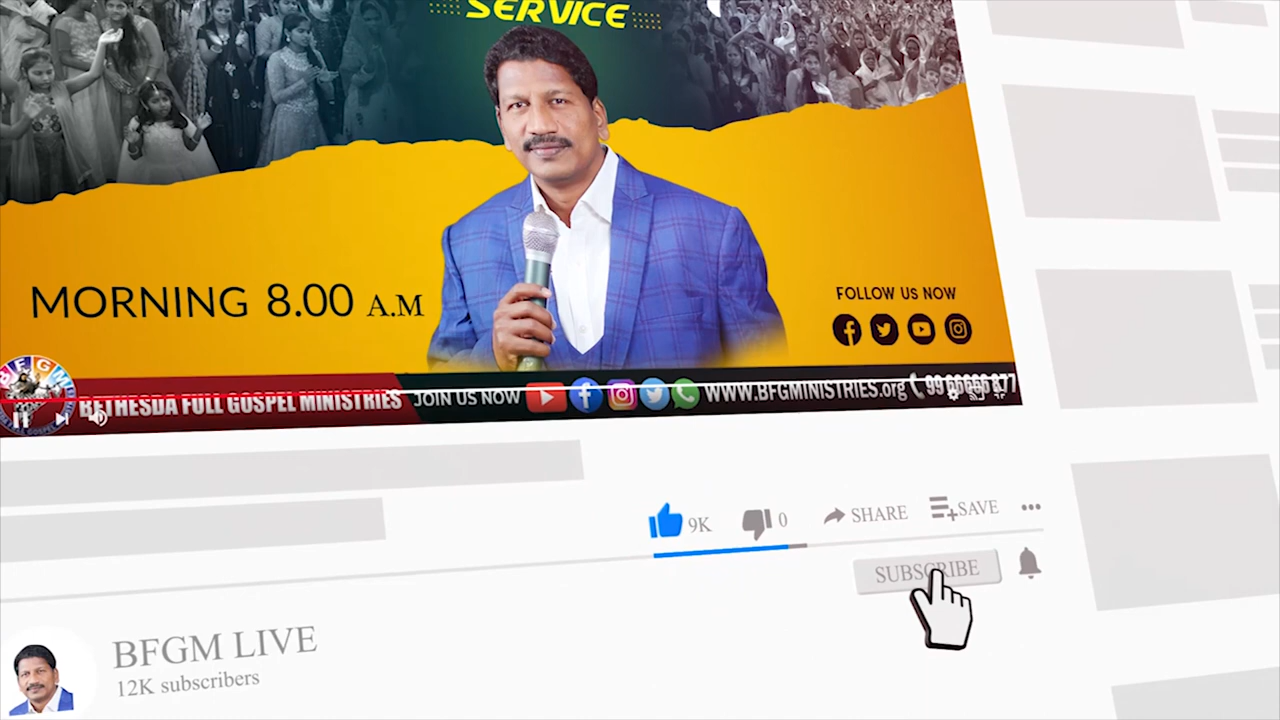 SERVICE
MORNING 8.00 A.M
FOLLOW US NOW
BFGM
BETHESDA FULL GOSPEL MINISTRIES JOIN US NOW WWW.BFGMINISTRIES.org
9K 0 SHARE SAVE
SUBSCRIBE
BFGM LIVE
12K subscribers